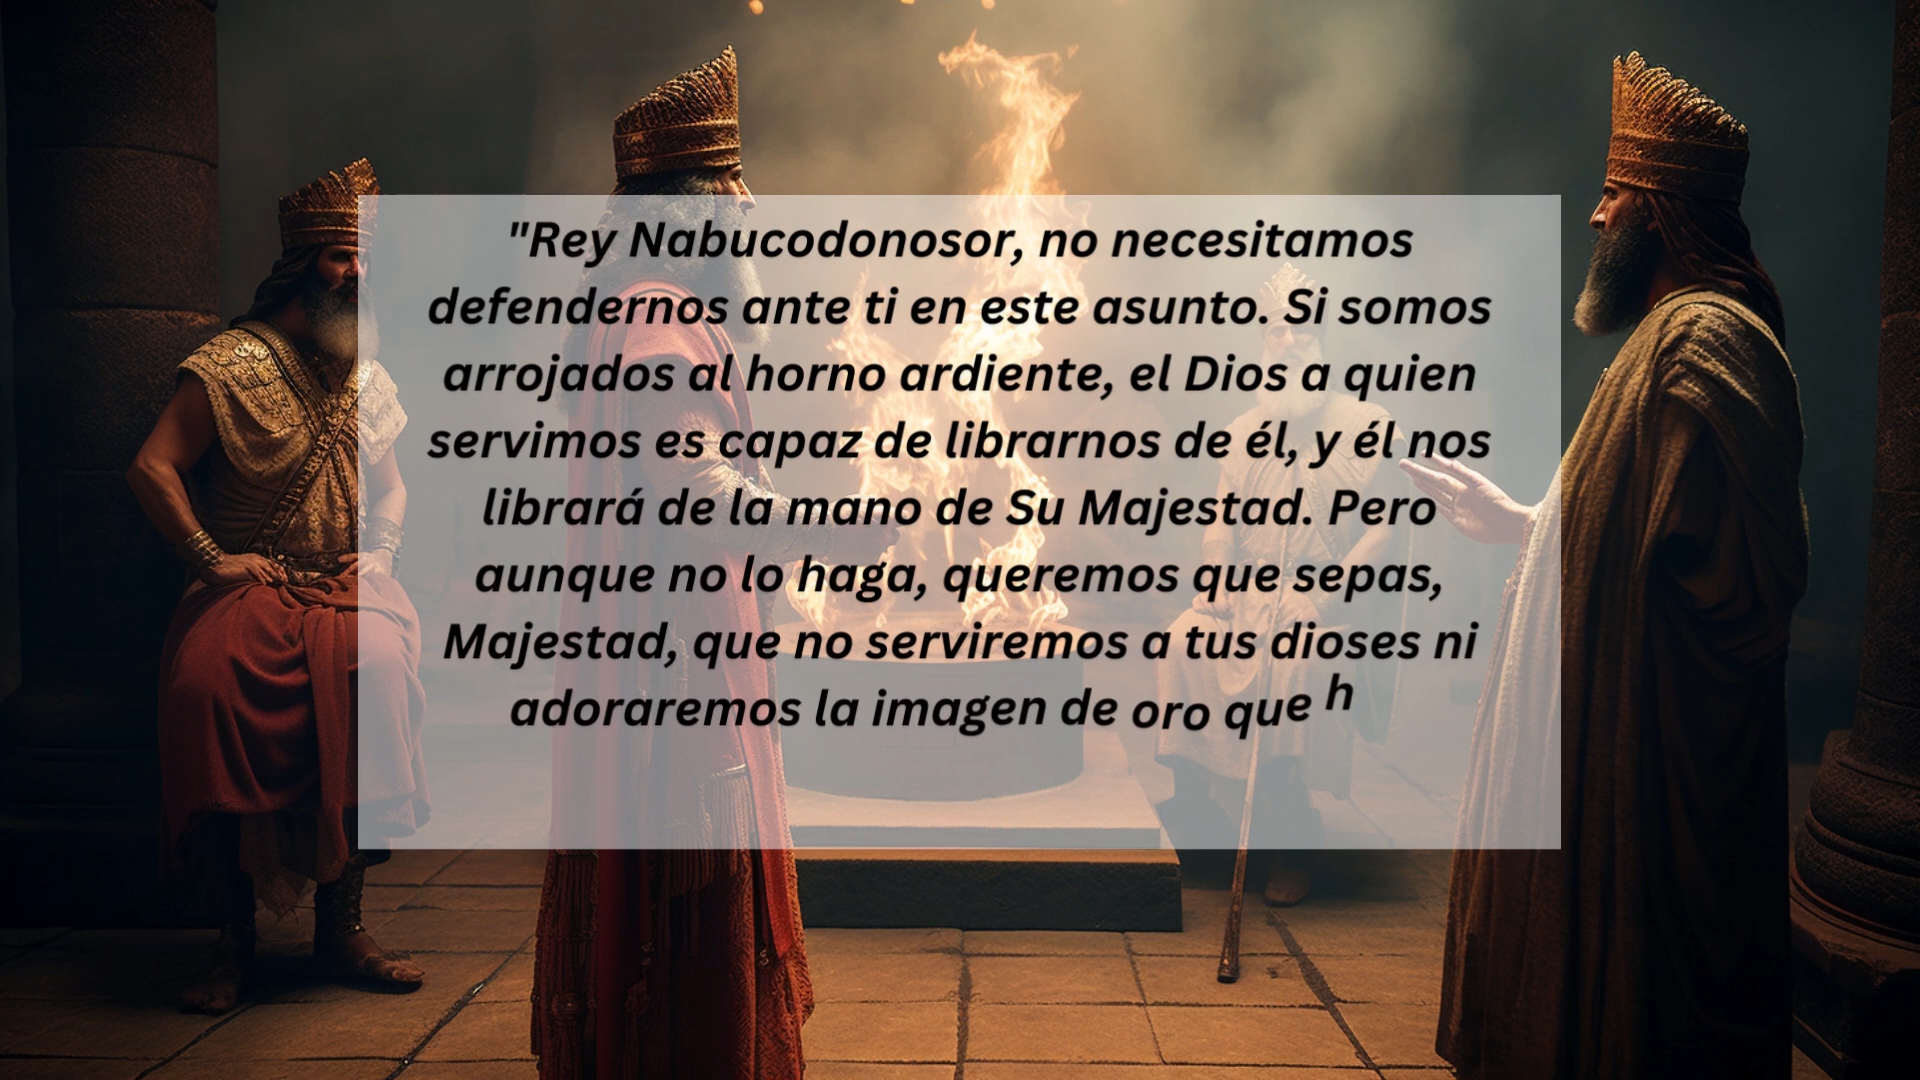 "Rey Nabucodonosor, no necesitamos
defendernos ante ti en este asunto. Si somos
arrojados al horno ardiente, el Dios a quien
servimos es capaz de librarnos de él, y él nos
librará de la mano de Su Majestad. Pero
aunque no lo haga, queremos que sepas,
Majestad, que no serviremos a tus dioses ni
adoraremos la imagen de oro que h